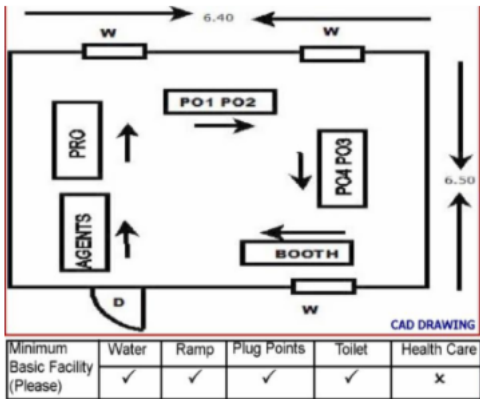 6.40
W
W
PO1 PO2
PRO
PO4 PO3
6.50
AGENTS
BOOTH
D
W
CAD DRAWING
Minimum Basic Facility (Please) Water Ramp Plug Points Toilet Health Care
✓ ✓ ✓ ✓ x